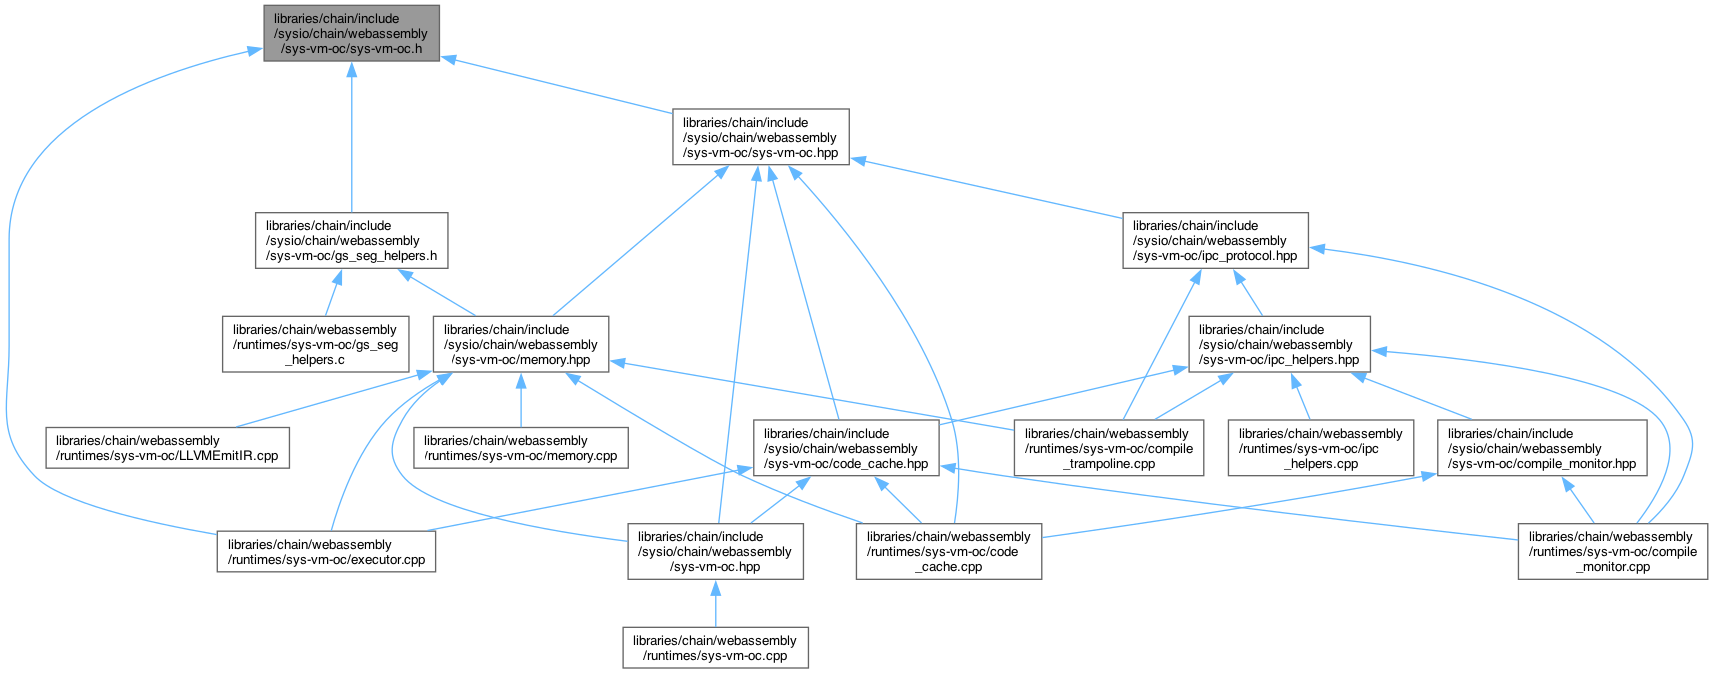 libraries/chain/include
/sysio/chain/webassembly
/sys-vm-oc/sys-vm-oc.h
libraries/chain/include
/sysio/chain/webassembly
/sys-vm-oc/sys-vm-oc.hpp
libraries/chain/include
/sysio/chain/webassembly
/sys-vm-oc/gs_seg_helpers.h
libraries/chain/include
/sysio/chain/webassembly
/sys-vm-oc/ipc_protocol.hpp
libraries/chain/webassembly
/runtimes/sys-vm-oc/gs_seg
_helpers.c
libraries/chain/include
/sysio/chain/webassembly
/sys-vm-oc/memory.hpp
libraries/chain/include
/sysio/chain/webassembly
/sys-vm-oc/ipc_helpers.hpp
libraries/chain/webassembly
/runtimes/sys-vm-oc/LLVMEmitIR.cpp
libraries/chain/webassembly
/runtimes/sys-vm-oc/memory.cpp
libraries/chain/include
/sysio/chain/webassembly
/sys-vm-oc/code_cache.hpp
libraries/chain/webassembly
/runtimes/sys-vm-oc/compile
_trampoline.cpp
libraries/chain/webassembly
/runtimes/sys-vm-oc/ipc
_helpers.cpp
libraries/chain/include
/sysio/chain/webassembly
/sys-vm-oc/compile_monitor.hpp
libraries/chain/webassembly
/runtimes/sys-vm-oc/executor.cpp
libraries/chain/include
/sysio/chain/webassembly
/sys-vm-oc.hpp
libraries/chain/webassembly
/runtimes/sys-vm-oc/code
_cache.cpp
libraries/chain/webassembly
/runtimes/sys-vm-oc/compile
_monitor.cpp
libraries/chain/webassembly
/runtimes/sys-vm-oc.cpp